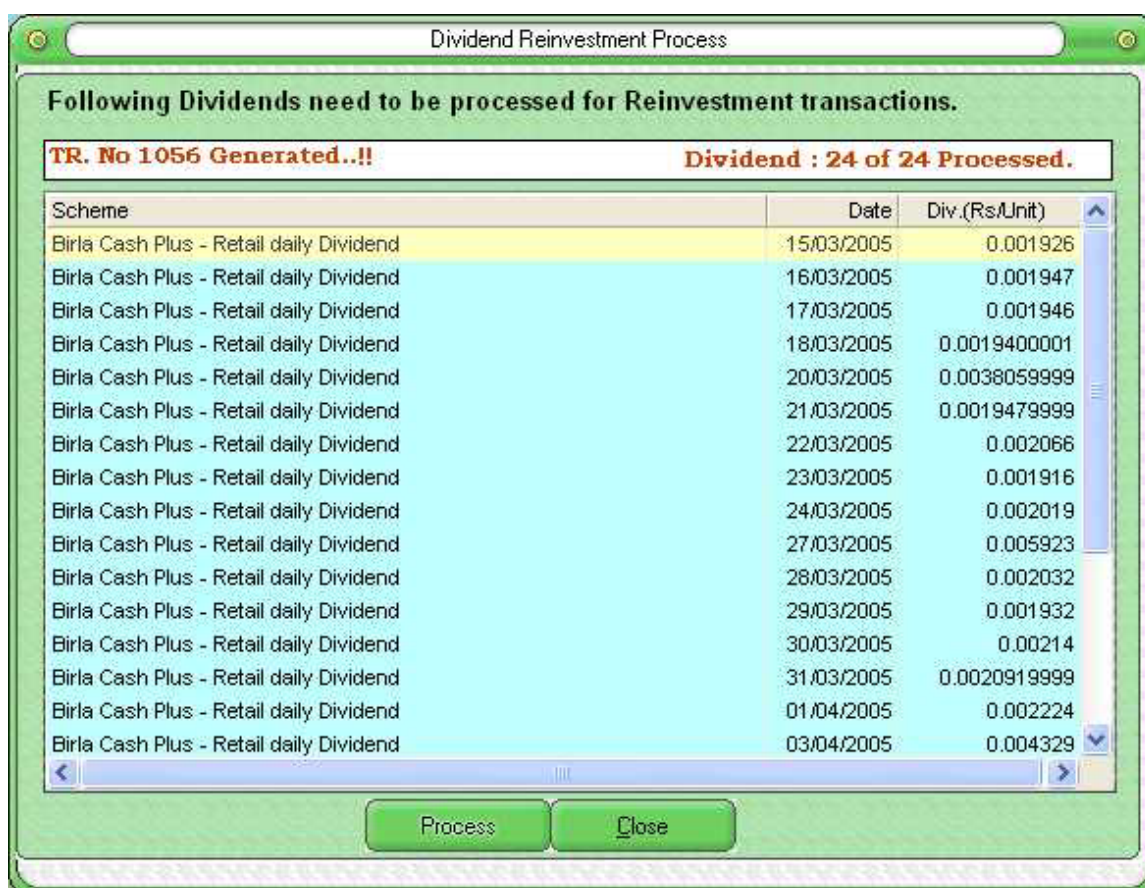 Dividend Reinvestment Process
Following Dividends need to be processed for Reinvestment transactions.
TR. No 1056 Generated..!! Dividend : 24 of 24 Processed.
Scheme Date Div.(Rs/Unit)
Birla Cash Plus - Retail daily Dividend 15/03/2005 0.001926
Birla Cash Plus - Retail daily Dividend 16/03/2005 0.001947
Birla Cash Plus - Retail daily Dividend 17/03/2005 0.001946
Birla Cash Plus - Retail daily Dividend 18/03/2005 0.0019400001
Birla Cash Plus - Retail daily Dividend 20/03/2005 0.0038059999
Birla Cash Plus - Retail daily Dividend 21/03/2005 0.0019479999
Birla Cash Plus - Retail daily Dividend 22/03/2005 0.002066
Birla Cash Plus - Retail daily Dividend 23/03/2005 0.001916
Birla Cash Plus - Retail daily Dividend 24/03/2005 0.002019
Birla Cash Plus - Retail daily Dividend 27/03/2005 0.005923
Birla Cash Plus - Retail daily Dividend 28/03/2005 0.002032
Birla Cash Plus - Retail daily Dividend 29/03/2005 0.001932
Birla Cash Plus - Retail daily Dividend 30/03/2005 0.00214
Birla Cash Plus - Retail daily Dividend 31/03/2005 0.0020919999
Birla Cash Plus - Retail daily Dividend 01/04/2005 0.002224
Birla Cash Plus - Retail daily Dividend 03/04/2005 0.004329
Process Close